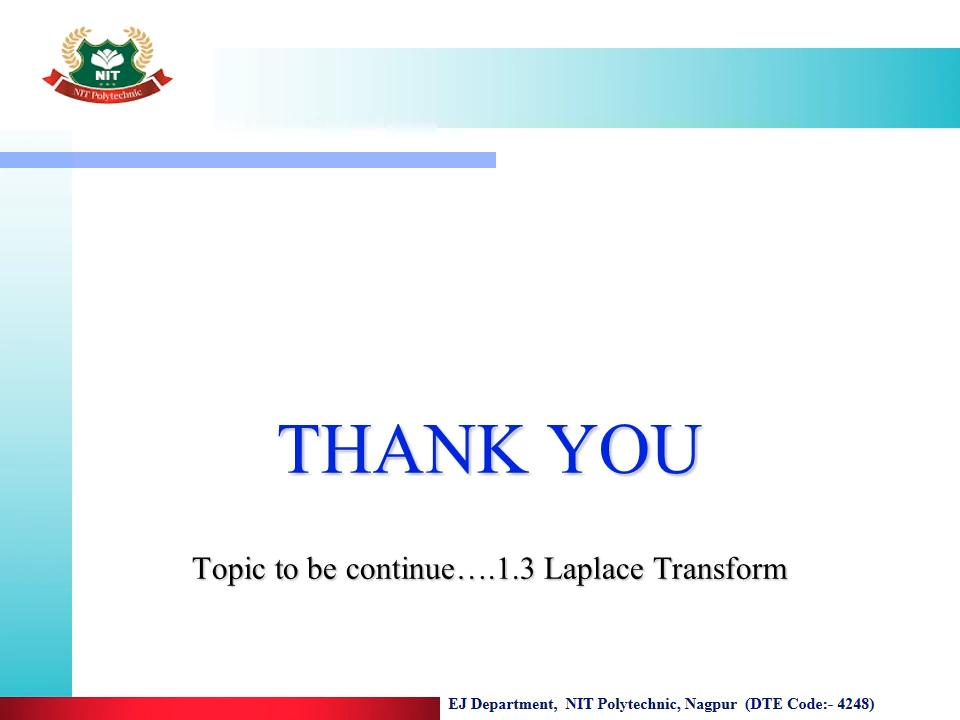 NIT
NIT Polytechnic
THANK YOU
Topic to be continue….1.3 Laplace Transform
EJ Department, NIT Polytechnic, Nagpur (DTE Code:- 4248)